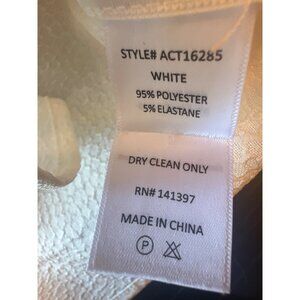 STYLE# ACT16285
WHITE
95% POLYESTER
5% ELASTANE
DRY CLEAN ONLY
RN# 141397
MADE IN CHINA
P